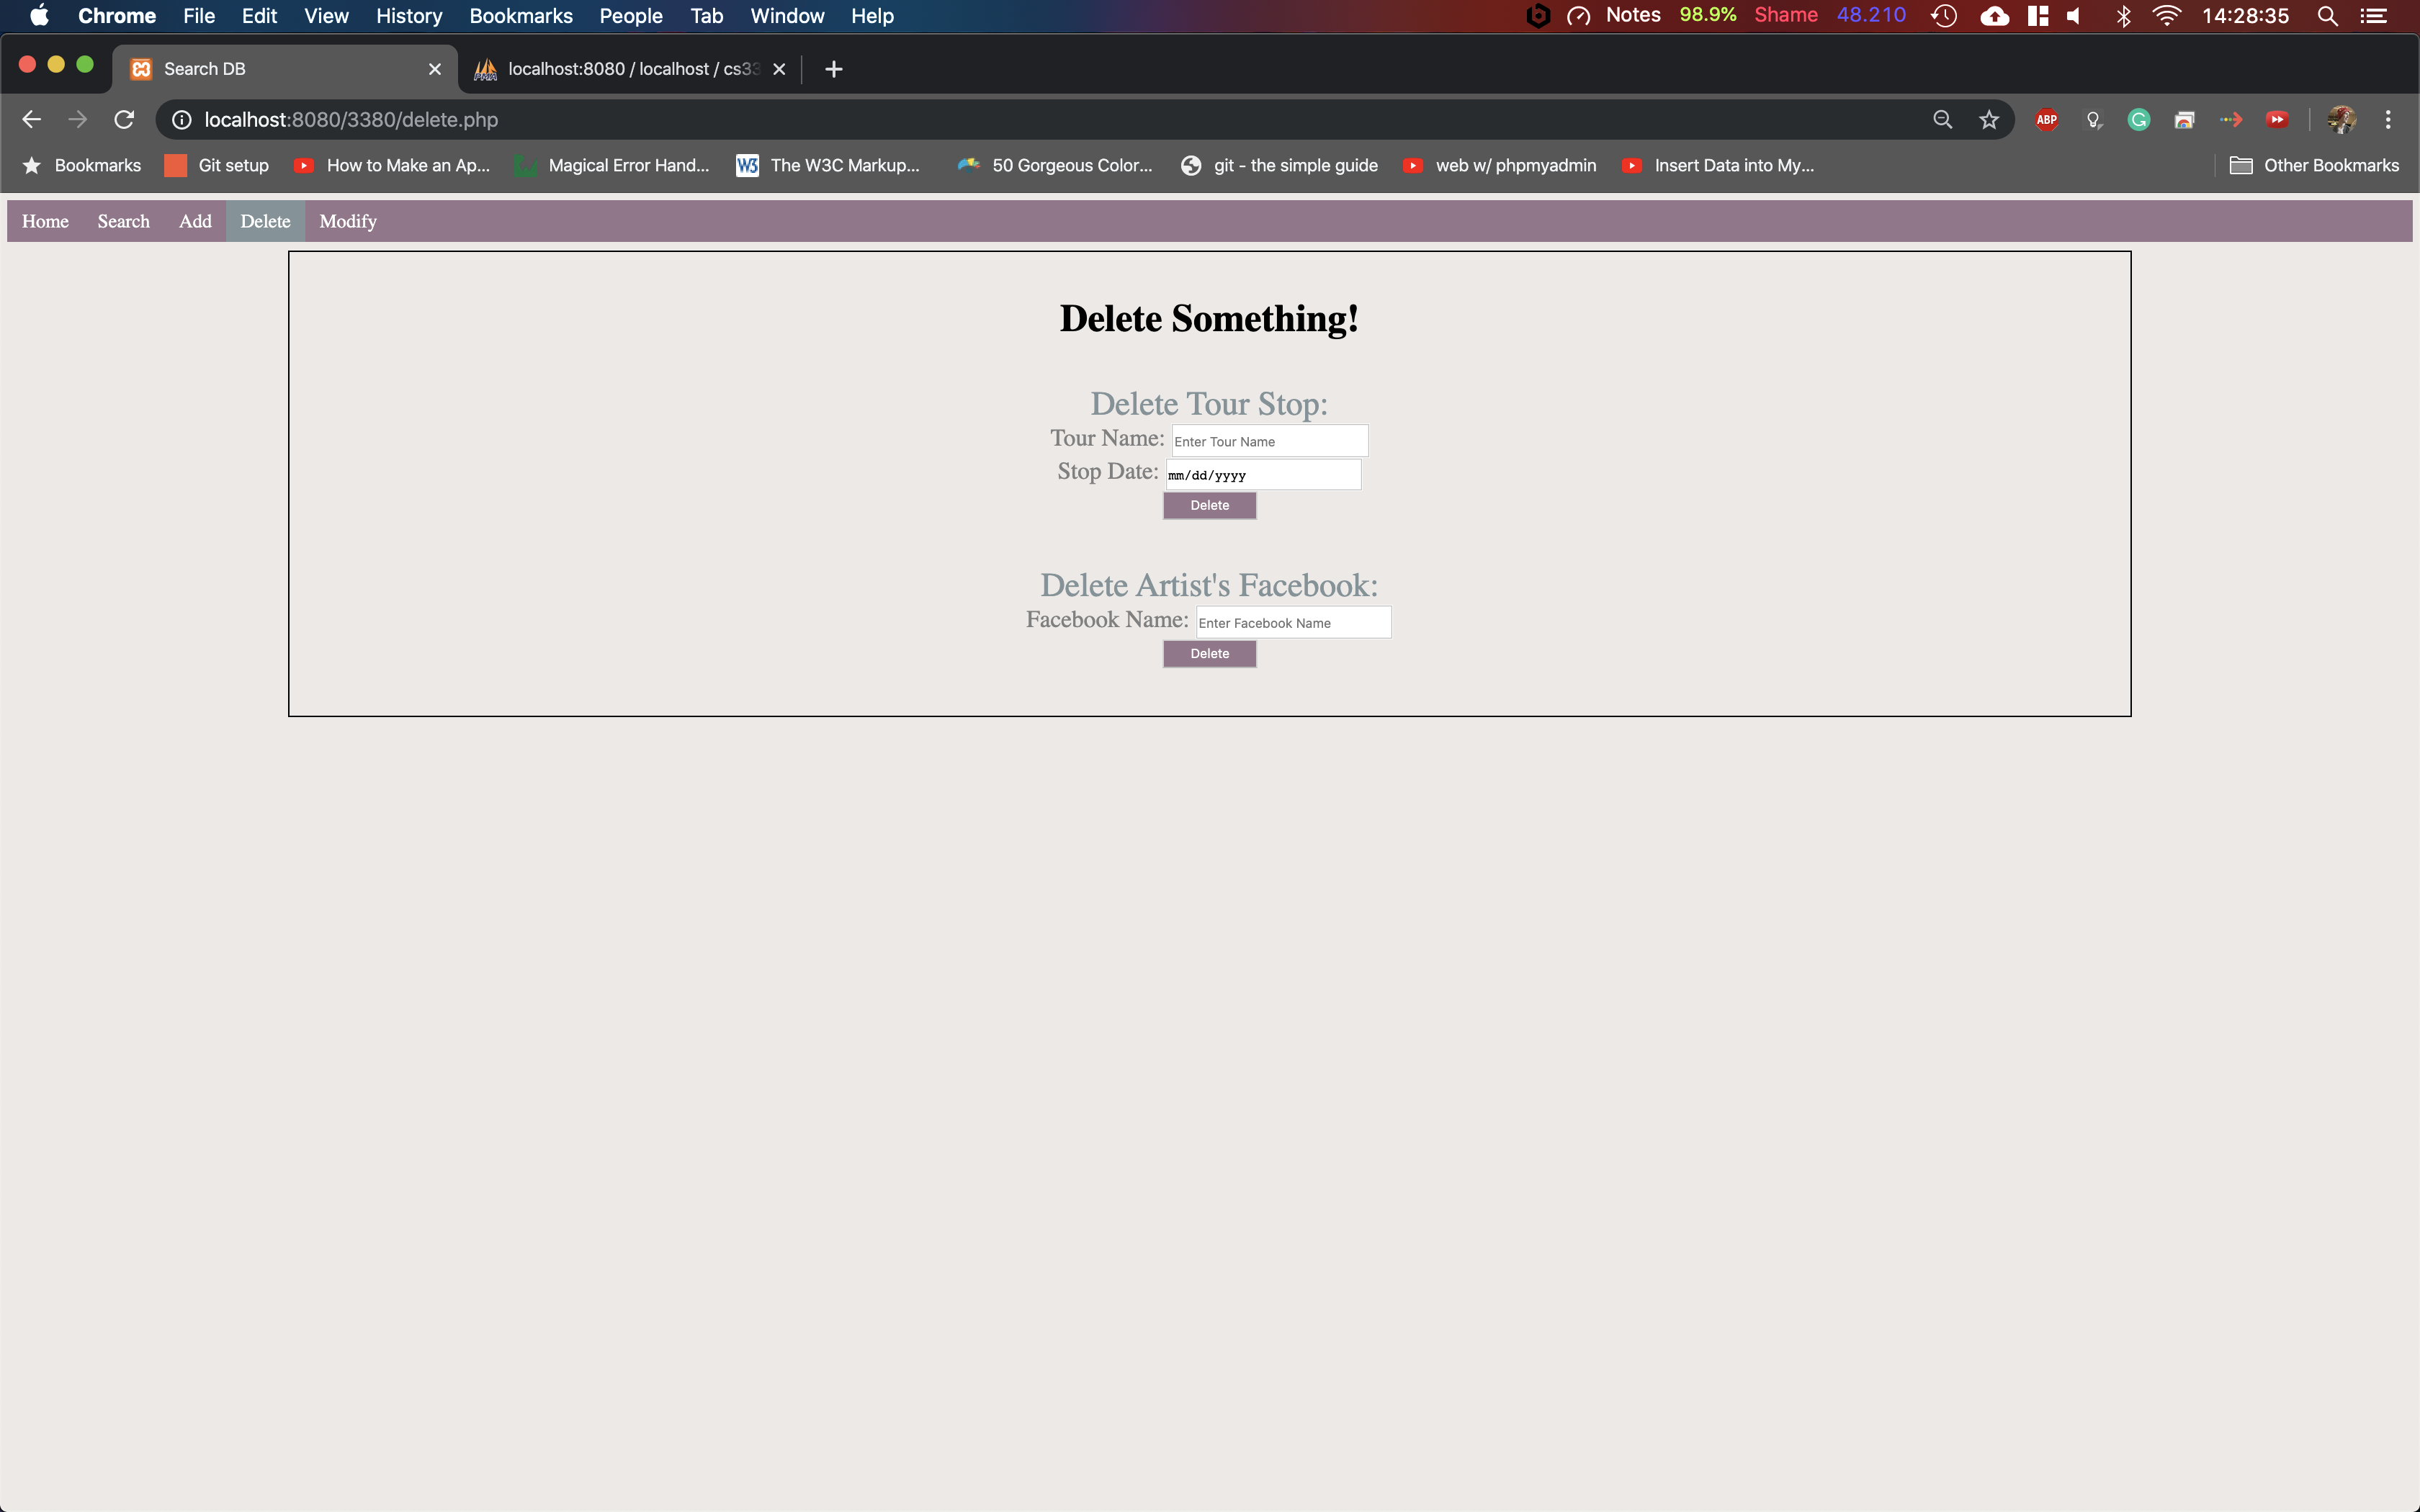 Chrome File Edit View History Bookmarks People Tab Window Help Notes 98.9% Shame 48.210 14:28:35
Search DB localhost:8080 / localhost / cs33
localhost:8080/3380/delete.php ABP
Bookmarks Git setup How to Make an Ap... Magical Error Hand... W3 The W3C Markup... 50 Gorgeous Color... git - the simple guide web w/ phpmyadmin Insert Data into My... Other Bookmarks
Home Search Add Delete Modify
Delete Something!
Delete Tour Stop:
Tour Name: Enter Tour Name
Stop Date: mm/dd/yyyy
Delete
Delete Artist's Facebook:
Facebook Name: Enter Facebook Name
Delete